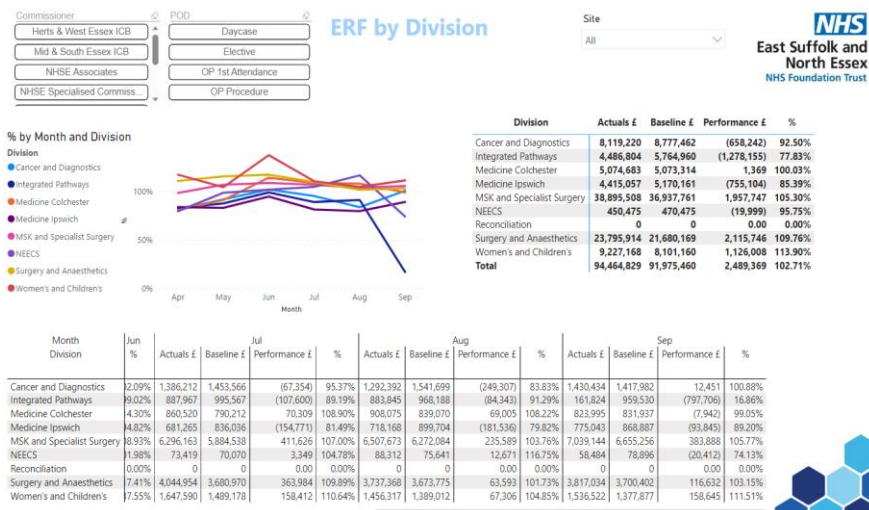 Commissioner
Herts & West Essex ICB
Mid & South Essex ICB
NHSE Associates
NHSE Specialised Commiss...
POD
Daycase
Elective
OP 1st Attendance
OP Procedure
ERF by Division
Site
All
NHS
East Suffolk and
North Essex
NHS Foundation Trust
% by Month and Division
Division
Cancer and Diagnostics
Integrated Pathways
Medicine Colchester
Medicine Ipswich
MSK and Specialist Surgery
NEECS
Surgery and Anaesthetics
Women's and Children's
100%
50%
0%
Apr May Jun Jul Aug Sep
Month
Division Actuals £ Baseline £ Performance £ %
Cancer and Diagnostics 8,119,220 8,777,462 (658,242) 92.50%
Integrated Pathways 4,486,804 5,764,960 (1,278,155) 77.83%
Medicine Colchester 5,074,683 5,073,314 1,369 100.03%
Medicine Ipswich 4,415,057 5,170,161 (755,104) 85.39%
MSK and Specialist Surgery 38,895,508 36,937,761 1,957,747 105.30%
NEECS 450,475 470,475 (19,999) 95.75%
Reconciliation 0 0 0.00 0.00%
Surgery and Anaesthetics 23,795,914 21,680,169 2,115,746 109.76%
Women's and Children's 9,227,168 8,101,160 1,126,008 113.90%
Total 94,464,829 91,975,460 2,489,369 102.71%
Month Jun Jul Aug Sep
Division % Actuals £ Baseline £ Performance £ % Actuals £ Baseline £ Performance £ % Actuals £ Baseline £ Performance £ %
Cancer and Diagnostics 2.09% 1,386,212 1,453,566 (67,354) 95.37% 1,292,392 1,541,699 (249,307) 83.83% 1,430,434 1,417,982 12,451 100.88%
Integrated Pathways 9.02% 887,967 995,567 (107,600) 89.19% 883,845 968,188 (84,343) 91.29% 161,824 959,530 (797,706) 16.86%
Medicine Colchester 4.30% 860,520 790,212 70,309 108.90% 908,075 839,070 69,005 108.22% 823,995 831,937 (7,942) 99.05%
Medicine Ipswich 4.82% 681,265 836,036 (154,771) 81.49% 718,168 899,704 (181,536) 79.82% 775,043 868,887 (93,845) 89.20%
MSK and Specialist Surgery 8.93% 6,296,163 5,884,538 411,626 107.00% 6,507,673 6,272,084 235,589 103.76% 7,039,144 6,655,256 383,888 105.77%
NEECS 1.98% 73,419 70,070 3,349 104.78% 88,312 75,641 12,671 116.75% 58,484 78,896 (20,412) 74.13%
Reconciliation 0.00% 0 0 0.00 0.00% 0 0 0.00 0.00% 0 0 0.00 0.00%
Surgery and Anaesthetics 7.41% 4,044,954 3,680,970 363,984 109.89% 3,737,368 3,673,775 63,593 101.73% 3,817,034 3,700,402 116,632 103.15%
Women's and Children's 7.55% 1,647,590 1,489,178 158,412 110.64% 1,456,317 1,389,012 67,306 104.85% 1,536,522 1,377,877 158,645 111.51%